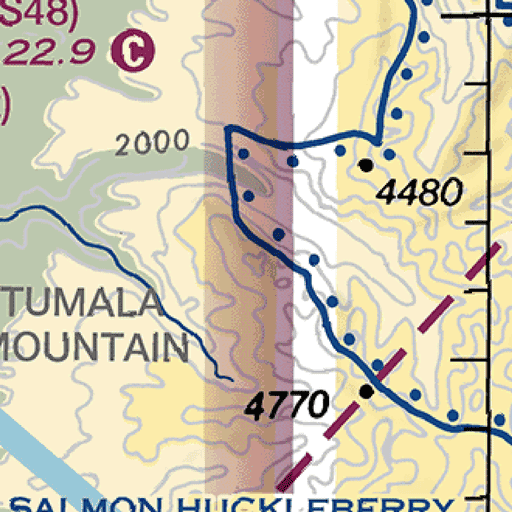 S48)
22.9 C
)
2000
4480
TUMALA
MOUNTAIN
4770
SALMON HUCKLEBERRY